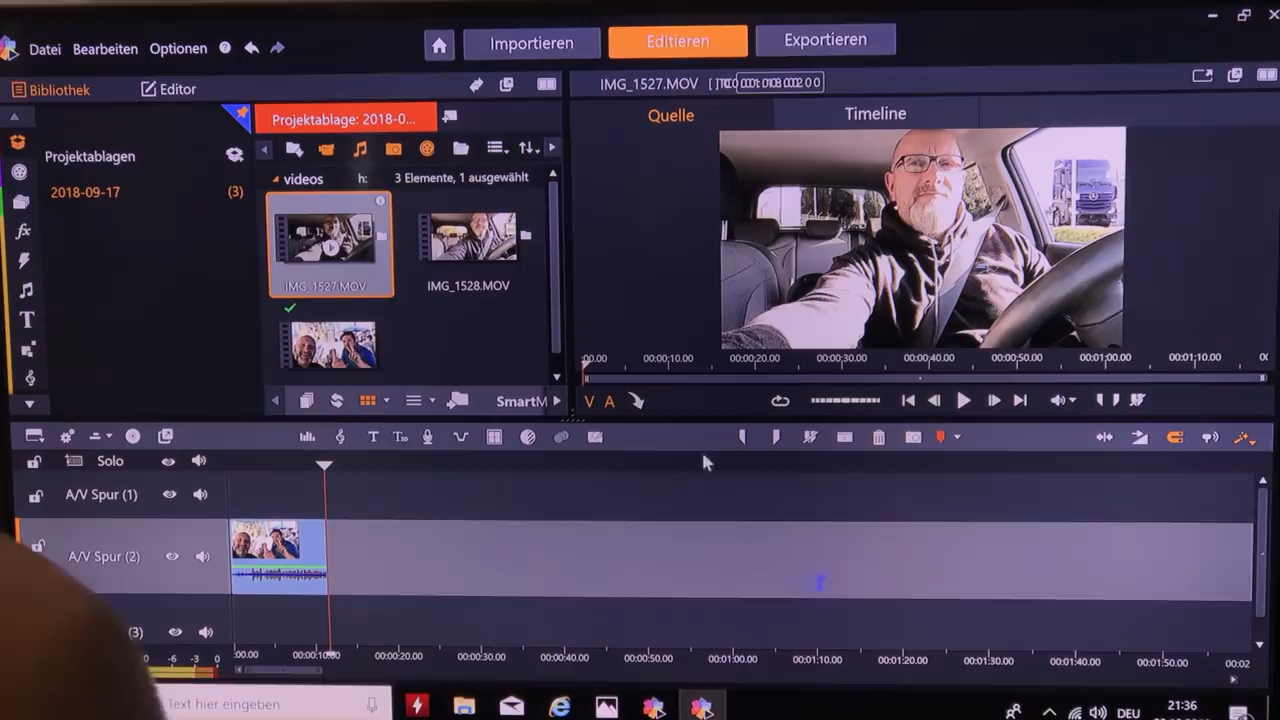 Datei Bearbeiten Optionen
Importieren Editieren Exportieren
Bibliothek Editor
IMG_1527.MOV
Projektablage: 2018-0...
Quelle Timeline
Projektablagen
2018-09-17 (3)
videos h: 3 Elemente, 1 ausgewählt
IMG_1527.MOV IMG_1528.MOV
:00.00 00:00:10.00 00:00:20.00 00:00:30.00 00:00:40.00 00:00:50.00 00:01:00.00 00:01:10.00
V A
SmartM
Solo
A/V Spur (1)
A/V Spur (2)
(3)
:00.00 00:00:10.00 00:00:20.00 00:00:30.00 00:00:40.00 00:00:50.00 00:01:00.00 00:01:10.00 00:01:20.00 00:01:30.00 00:01:40.00 00:01:50.00 00:02
-6 -3 0
Text hier eingeben
DEU
21:36